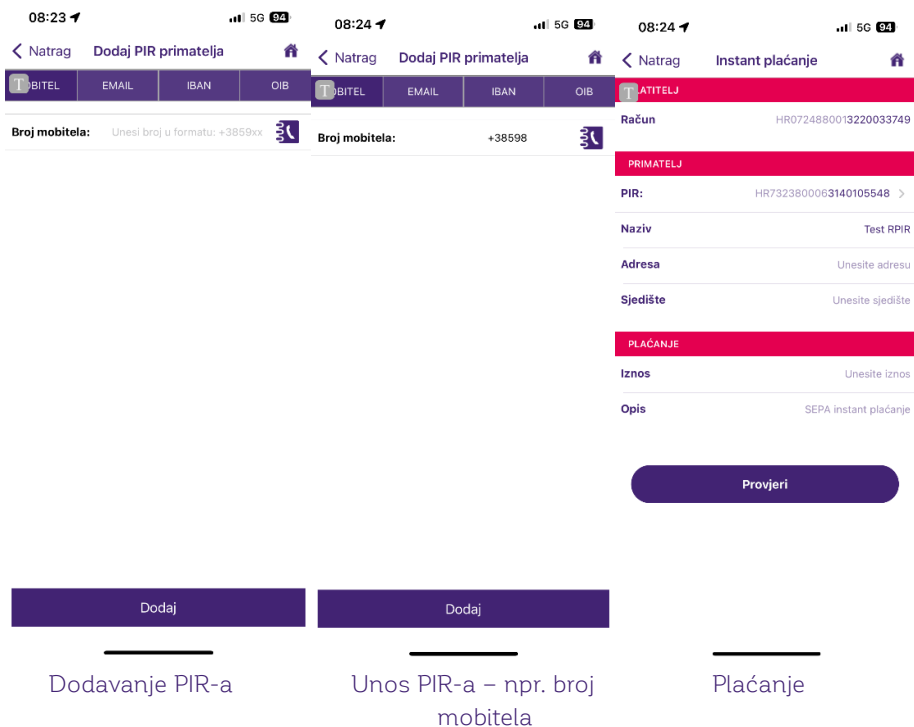 08:23
5G 94
Natrag Dodaj PIR primatelja
OBITEL EMAIL IBAN OIB
Broj mobitela: Unesi broj u formatu: +3859xx
Dodaj
Dodavanje PIR-a
08:24
5G 94
Natrag Dodaj PIR primatelja
OBITEL EMAIL IBAN OIB
Broj mobitela: +38598
Dodaj
Unos PIR-a – npr. broj
mobitela
08:24
5G 94
Natrag Instant plaćanje
LATITELJ
Račun HR0724880013220033749
PRIMATELJ
PIR: HR7323800063140105548
Naziv Test RPIR
Adresa Unesite adresu
Sjedište Unesite sjedište
PLAĆANJE
Iznos Unesite iznos
Opis SEPA instant plaćanje
Provjeri
Plaćanje